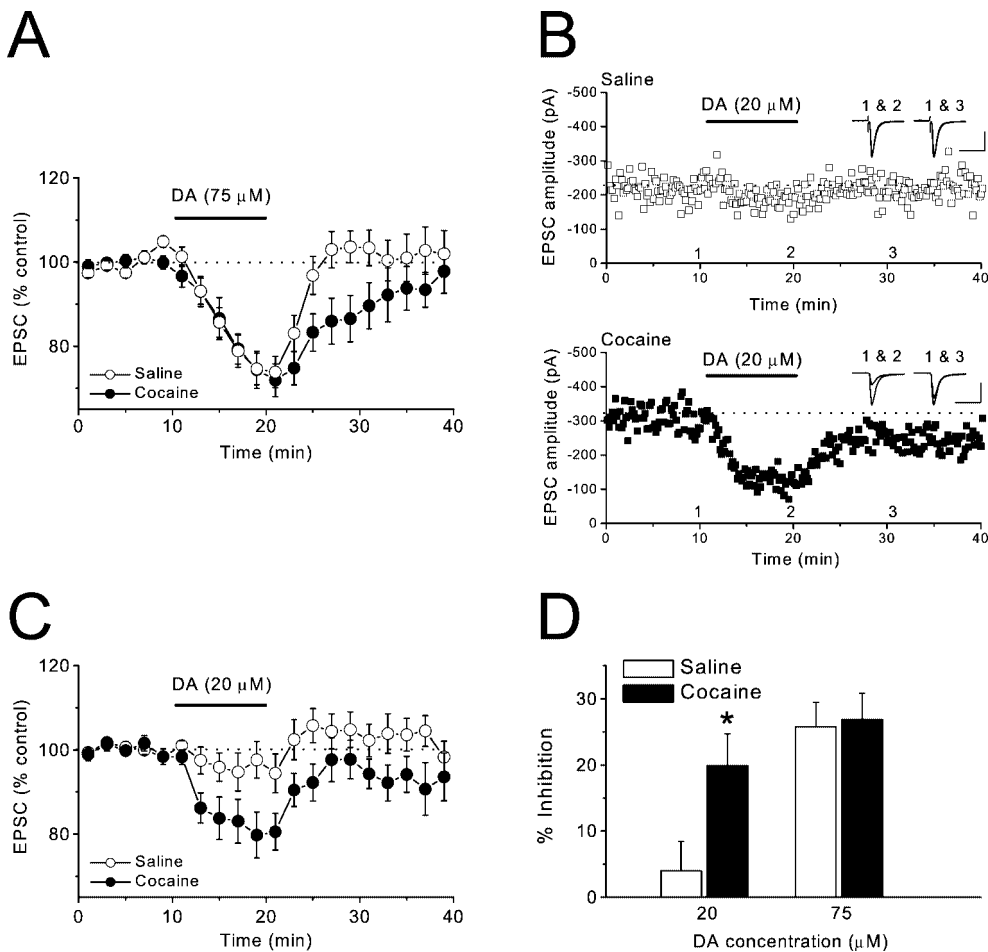 A
DA (75 μM)
EPSC (% control)
120
100
80
Saline
Cocaine
0 10 20 30 40
Time (min)
B
Saline
DA (20 μM)
1 & 2 1 & 3
EPSC amplitude (pA)
-500
-400
-300
-200
-100
0
1 2 3
0 10 20 30 40
Time (min)
Cocaine
DA (20 μM)
1 & 2 1 & 3
EPSC amplitude (pA)
-500
-400
-300
-200
-100
0
1 2 3
0 10 20 30 40
Time (min)
C
DA (20 μM)
EPSC (% control)
120
100
80
Saline
Cocaine
0 10 20 30 40
Time (min)
D
Saline
Cocaine
*
% Inhibition
30
20
10
0
20 75
DA concentration (μM)